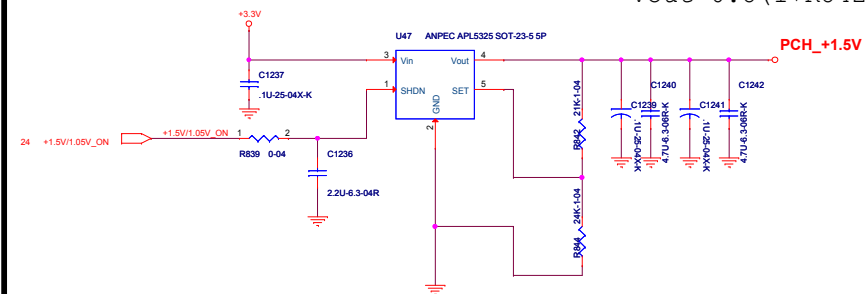 +3.3V
U47 ANPEC APL5325 SOT-23-5 5P
PCH_+1.5V
3 Vin Vout 4
C1237
.1U-25-04X-K
1 SHDN SET 5
GND
2
21K-1-04
R842
C1239
.1U-25-04X-K
C1240
4.7U-6.3-06R-K
C1241
.1U-25-04X-K
C1242
4.7U-6.3-06R-K
24 +1.5V/1.05V_ON
+1.5V/1.05V_ON
1 2
R839 0-04
C1236
2.2U-6.3-04R
24K-1-04
R844